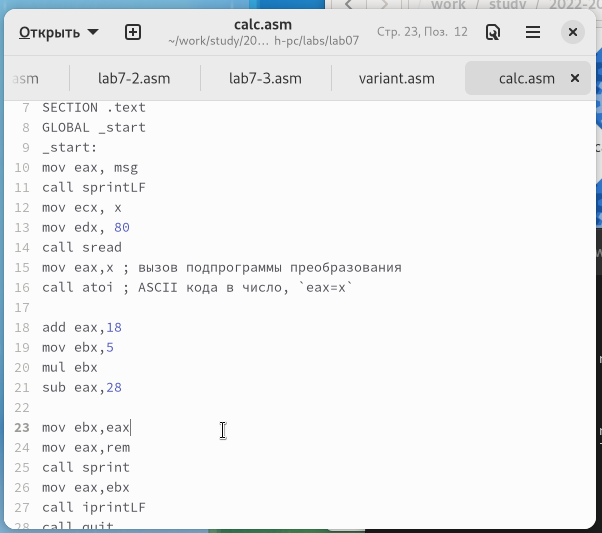 work / study / 2022-20
Открыть
calc.asm
~/work/study/20... h-pc/labs/lab07
Стр. 23, Поз. 12
asm
lab7-2.asm
lab7-3.asm
variant.asm
calc.asm
7 SECTION .text
8 GLOBAL _start
9 _start:
10 mov eax, msg
11 call sprintLF
12 mov ecx, x
13 mov edx, 80
14 call sread
15 mov eax,x ; вызов подпрограммы преобразования
16 call atoi ; ASCII кода в число, `eax=x`
17
18 add eax,18
19 mov ebx,5
20 mul ebx
21 sub eax,28
22
23 mov ebx,eax
24 mov eax,rem
25 call sprint
26 mov eax,ebx
27 call iprintLF
28 call quit